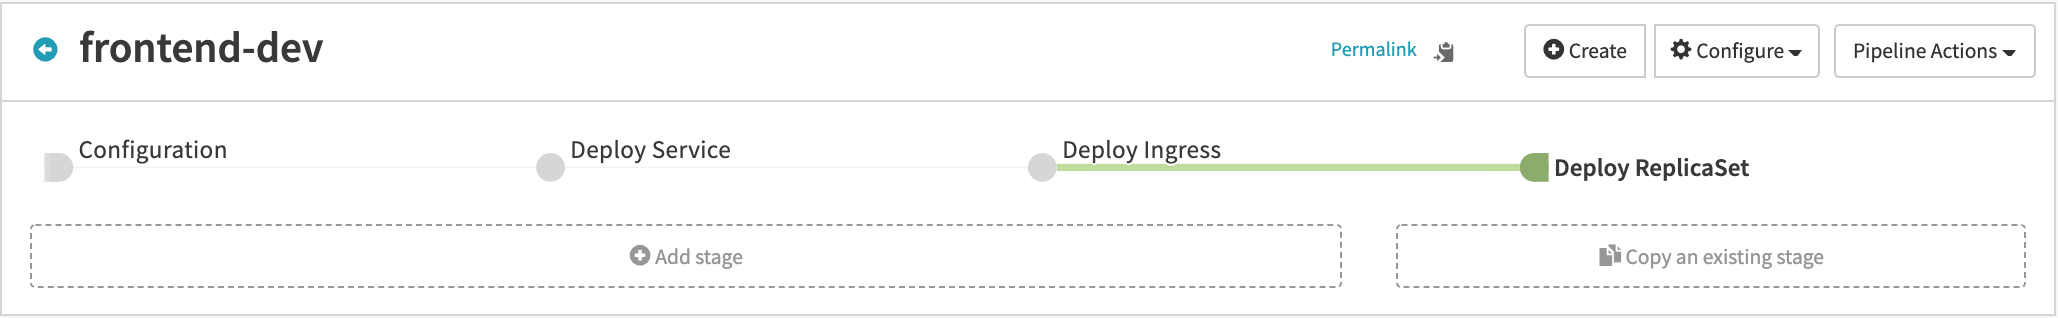 frontend-dev
Permalink
Create
Configure
Pipeline Actions
Configuration
Deploy Service
Deploy Ingress
Deploy ReplicaSet
Add stage
Copy an existing stage